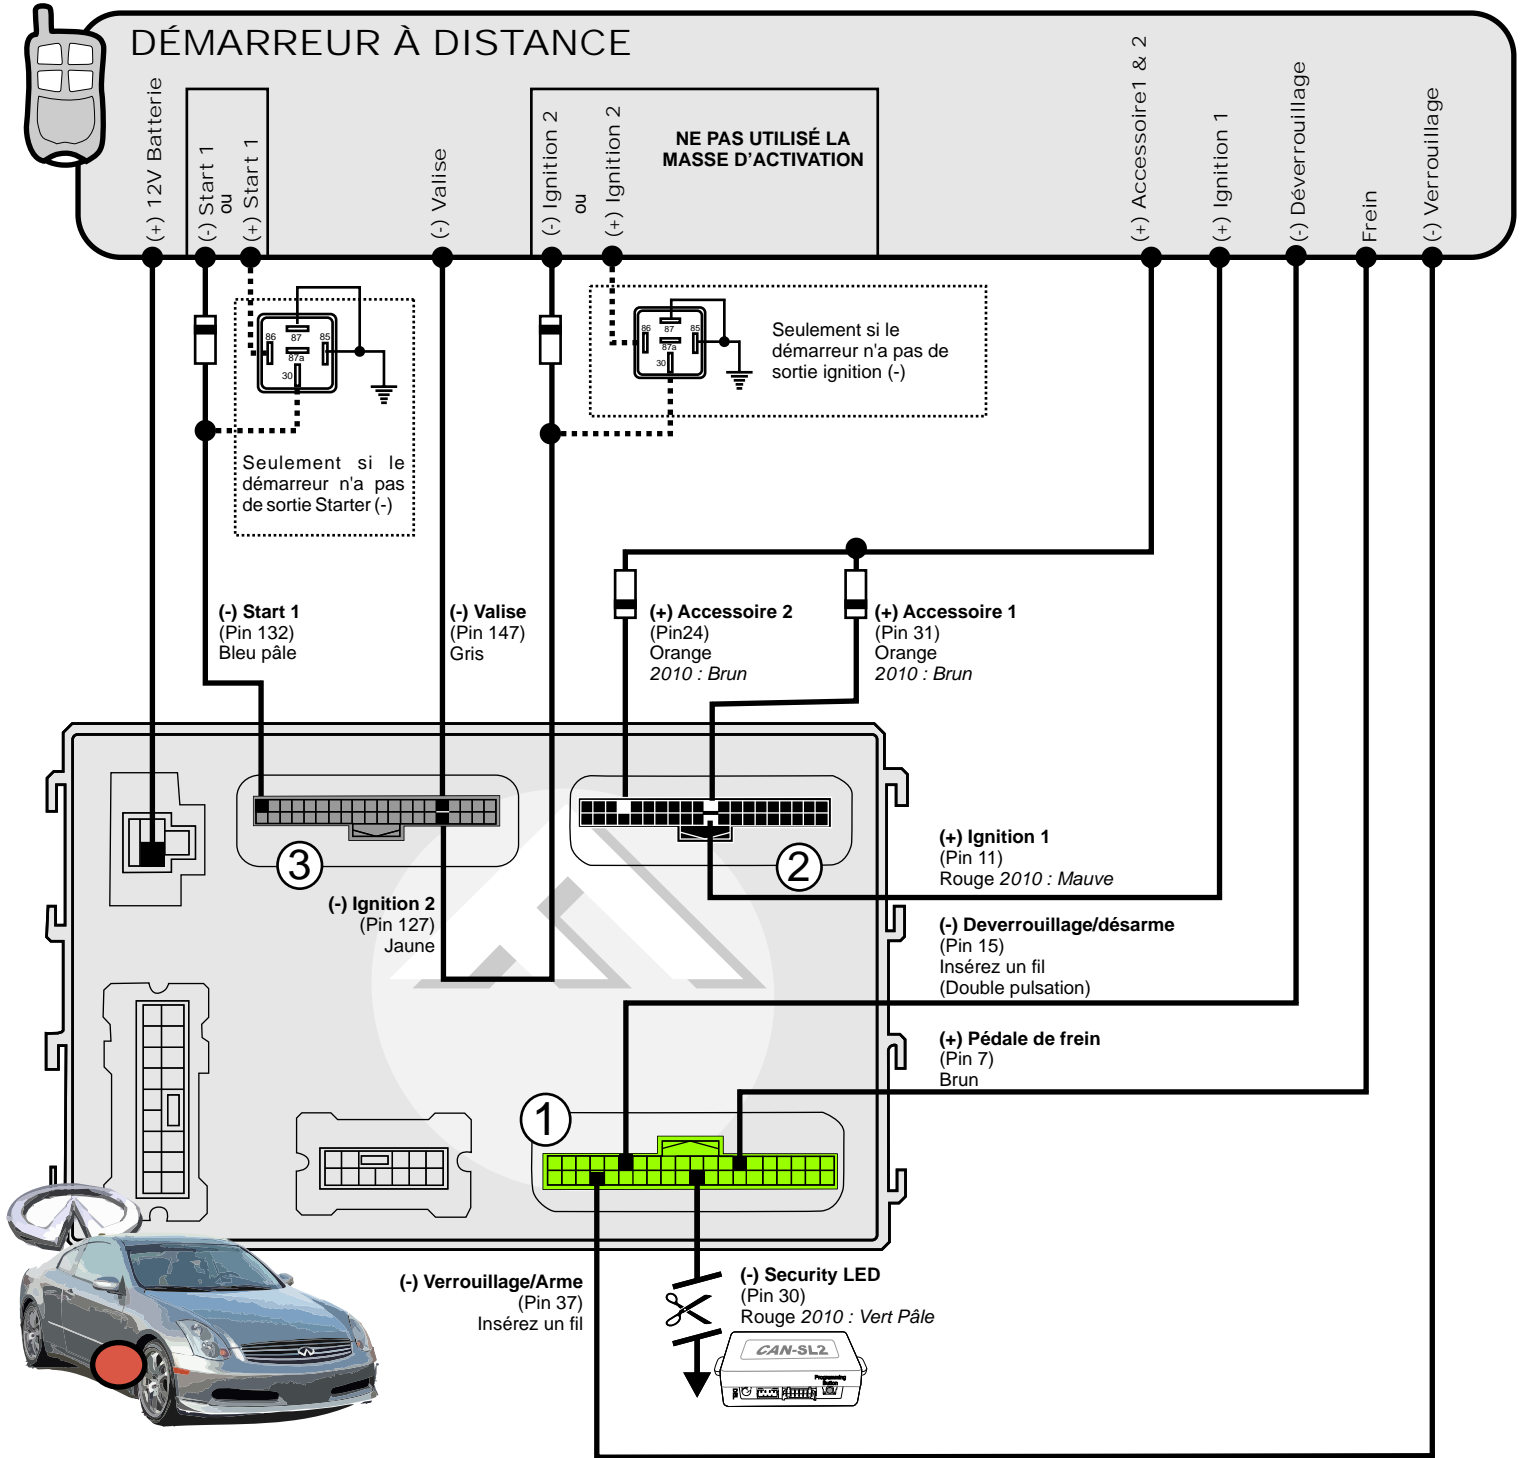 DÉMARREUR À DISTANCE
(+) 12V Batterie
(-) Start 1
ou
(+) Start 1
(-) Valise
(-) Ignition 2
ou
(+) Ignition 2
NE PAS UTILISÉ LA
MASSE D'ACTIVATION
(+) Accessoire1 & 2
(+) Ignition 1
(-) Déverrouillage
Frein
(-) Verrouillage
86
87
85
87a
30
Seulement si le
démarreur n'a pas
de sortie Starter (-)
86
87
85
87a
30
Seulement si le
démarreur n'a pas de
sortie ignition (-)
(-) Start 1
(Pin 132)
Bleu pâle
(-) Valise
(Pin 147)
Gris
(+) Accessoire 2
(Pin24)
Orange
2010 : Brun
(+) Accessoire 1
(Pin 31)
Orange
2010 : Brun
3
2
(+) Ignition 1
(Pin 11)
Rouge 2010 : Mauve
(-) Ignition 2
(Pin 127)
Jaune
(-) Deverrouillage/désarme
(Pin 15)
Insérez un fil
(Double pulsation)
(+) Pédale de frein
(Pin 7)
Brun
1
(-) Verrouillage/Arme
(Pin 37)
Insérez un fil
(-) Security LED
(Pin 30)
Rouge 2010 : Vert Pâle
CAN-SL2
Programming
Button